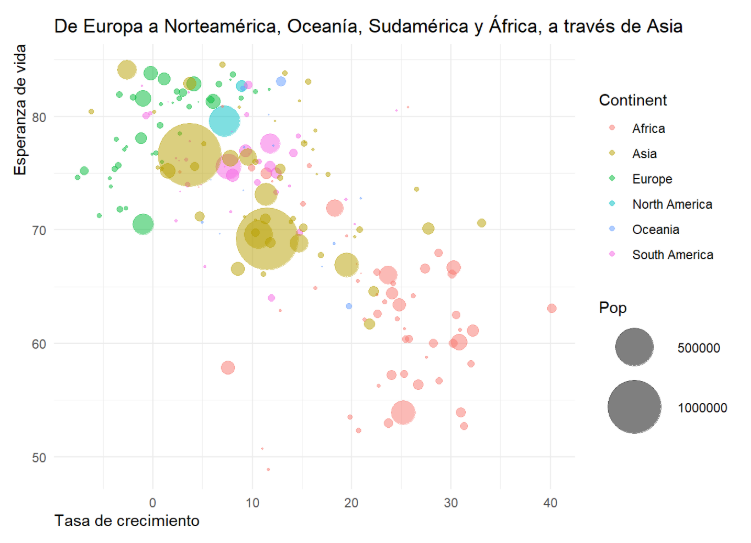 De Europa a Norteamérica, Oceanía, Sudamérica y África, a través de Asia
Esperanza de vida
80
70
60
50
0
10
20
30
40
Tasa de crecimiento
Continent
Africa
Asia
Europe
North America
Oceania
South America
Pop
500000
1000000